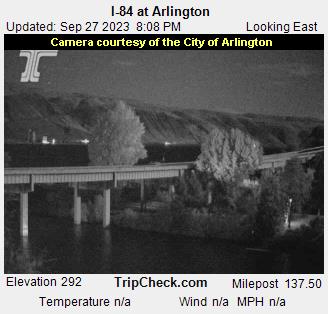 I-84 at Arlington
Updated: Sep 27 2023 8:08 PM Looking East
Camera courtesy of the City of Arlington
Elevation 292 TripCheck.com Milepost 137.50
Temperature n/a Wind n/a MPH n/a